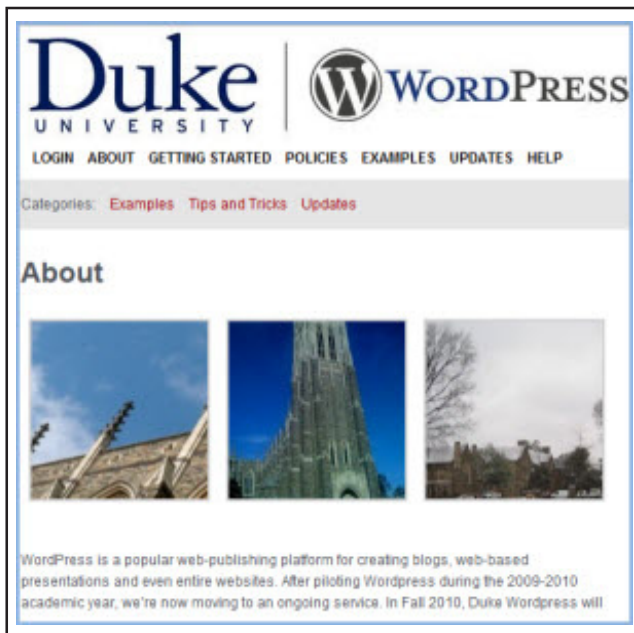 Duke
UNIVERSITY
WORDPRESS
LOGIN ABOUT GETTING STARTED POLICIES EXAMPLES UPDATES HELP
Categories: Examples Tips and Tricks Updates
About
WordPress is a popular web-publishing platform for creating blogs, web-based
presentations and even entire websites. After piloting Wordpress during the 2009-2010
academic year, we're now moving to an ongoing service. In Fall 2010, Duke Wordpress will